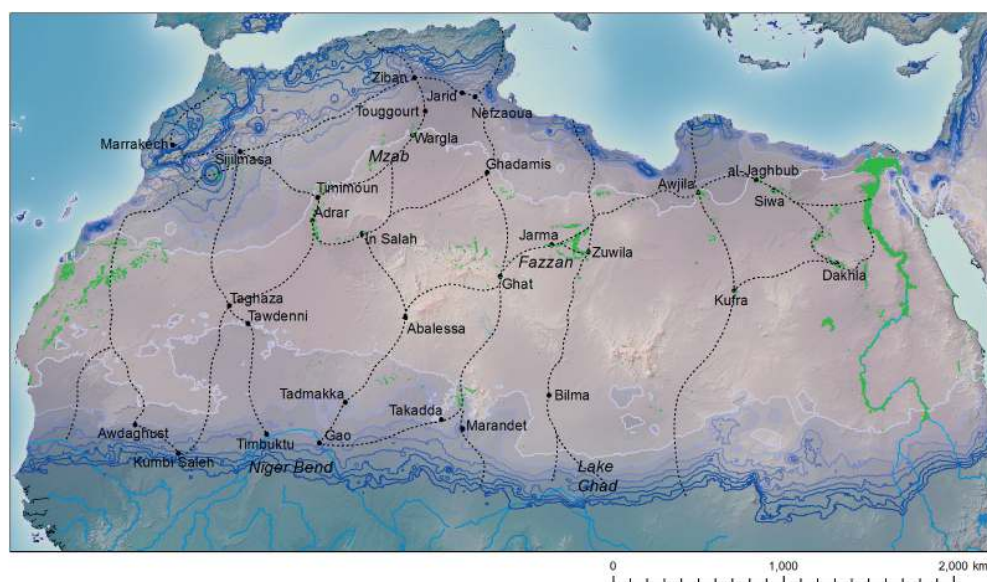 Ziban
Jarid
Touggourt
Nefzaoua
Marrakech
Wargla
Sijilmasa
Mzab
Ghadamis
al-Jaghbub
Timimoun
Awjila
Siwa
Adrar
In Salah
Jarma
Zuwila
Fazzan
Dakhla
Ghat
Taghaza
Kufra
Tawdenni
Abalessa
Tadmakka
Bilma
Takadda
Awdaghust
Marandet
Timbuktu
Gao
Kumbi Saleh
Niger Bend
Lake
Chad
0 1,000 2,000 km